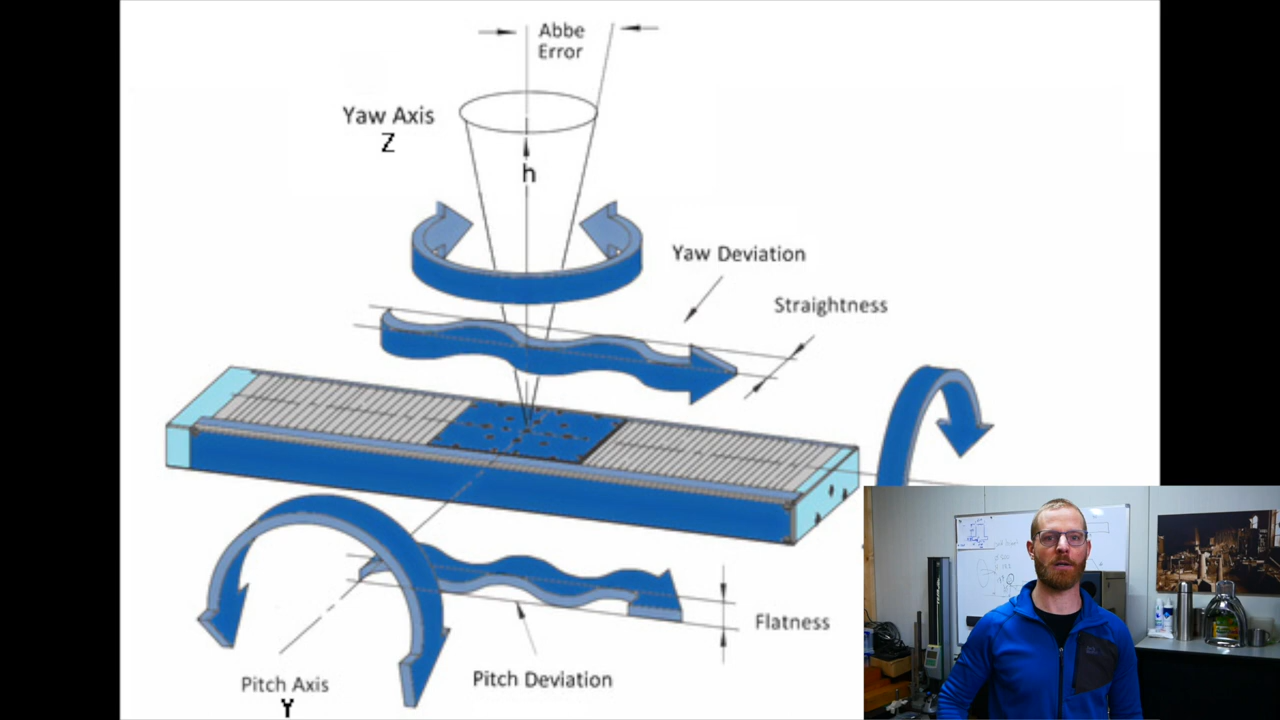 Abbe
Error
Yaw Axis
Z
h
Yaw Deviation
Straightness
Flatness
Pitch Deviation
Pitch Axis
Y